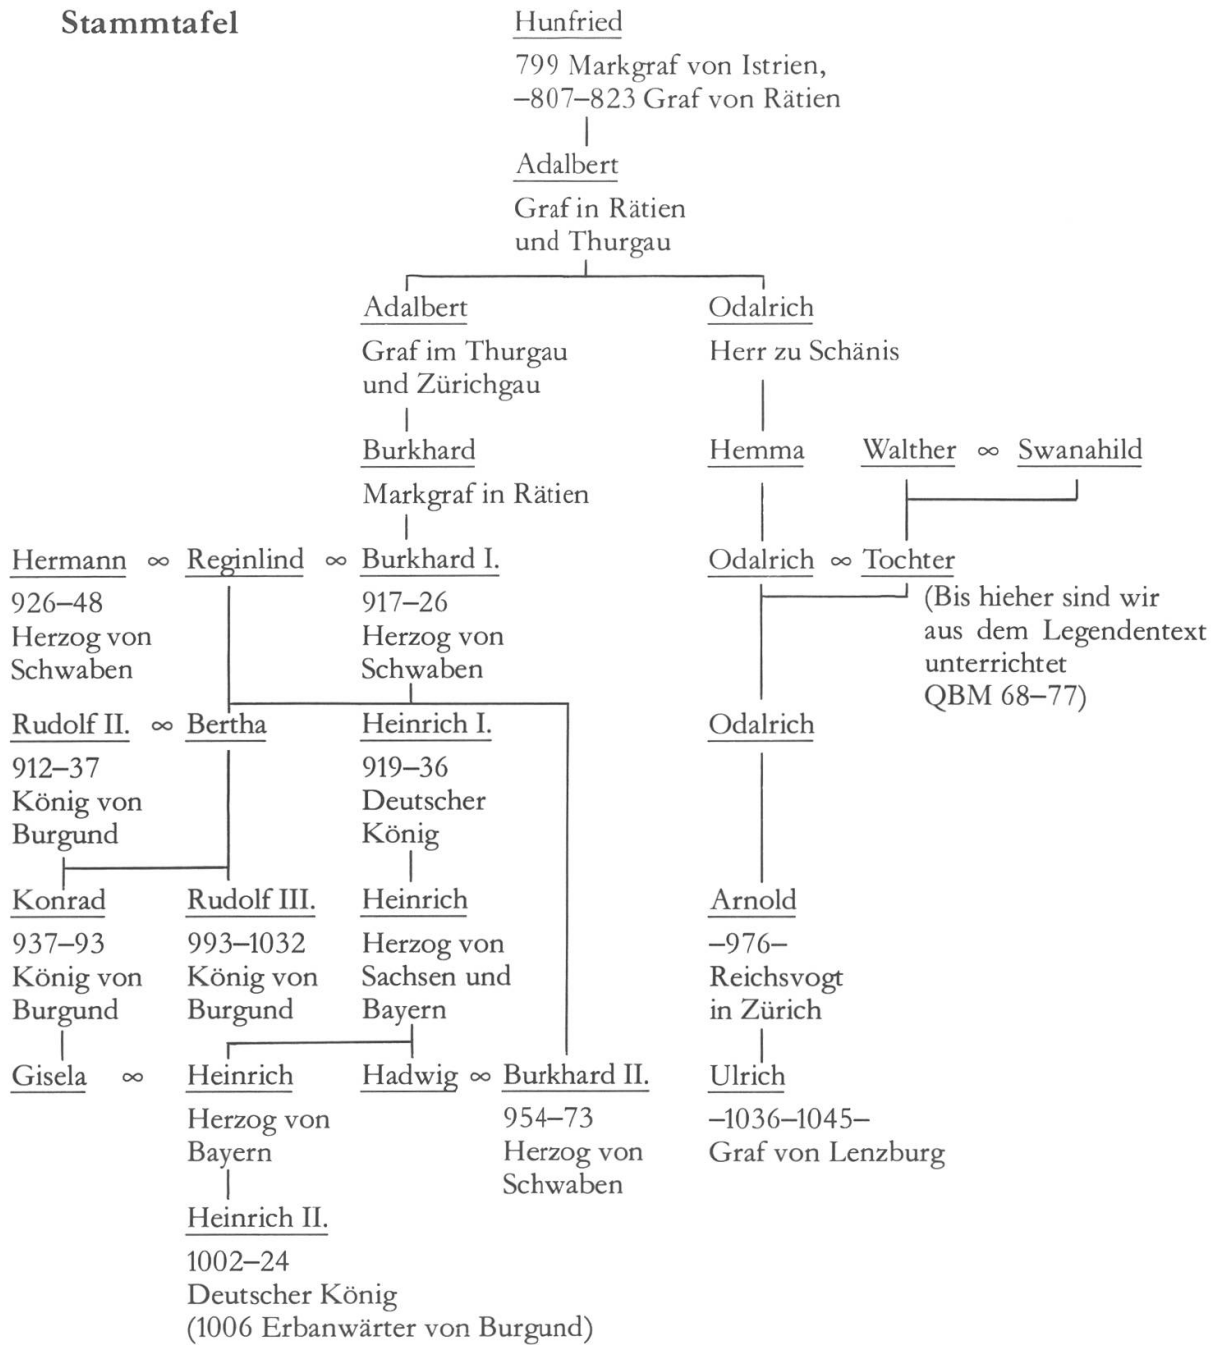 Stammtafel
Hunfried
799 Markgraf von Istrien,
–807–823 Graf von Rätien
Adalbert
Graf in Rätien
und Thurgau
Adalbert
Graf im Thurgau
und Zürichgau
Odalrich
Herr zu Schänis
Burkhard
Markgraf in Rätien
Hemma
Walther ∞ Swanahild
Hermann ∞ Reginlind ∞ Burkhard I.
926–48
Herzog von
Schwaben
917–26
Herzog von
Schwaben
Odalrich ∞ Tochter
(Bis hieher sind wir
aus dem Legendentext
unterrichtet
QBM 68–77)
Rudolf II. ∞ Bertha
912–37
König von
Burgund
Heinrich I.
919–36
Deutscher
König
Odalrich
Konrad
937–93
König von
Burgund
Rudolf III.
993–1032
König von
Burgund
Heinrich
Herzog von
Sachsen und
Bayern
Arnold
–976–
Reichsvogt
in Zürich
Gisela ∞ Heinrich
Herzog von
Bayern
Hadwig ∞ Burkhard II.
954–73
Herzog von
Schwaben
Ulrich
–1036–1045–
Graf von Lenzburg
Heinrich II.
1002–24
Deutscher König
(1006 Erbanwärter von Burgund)